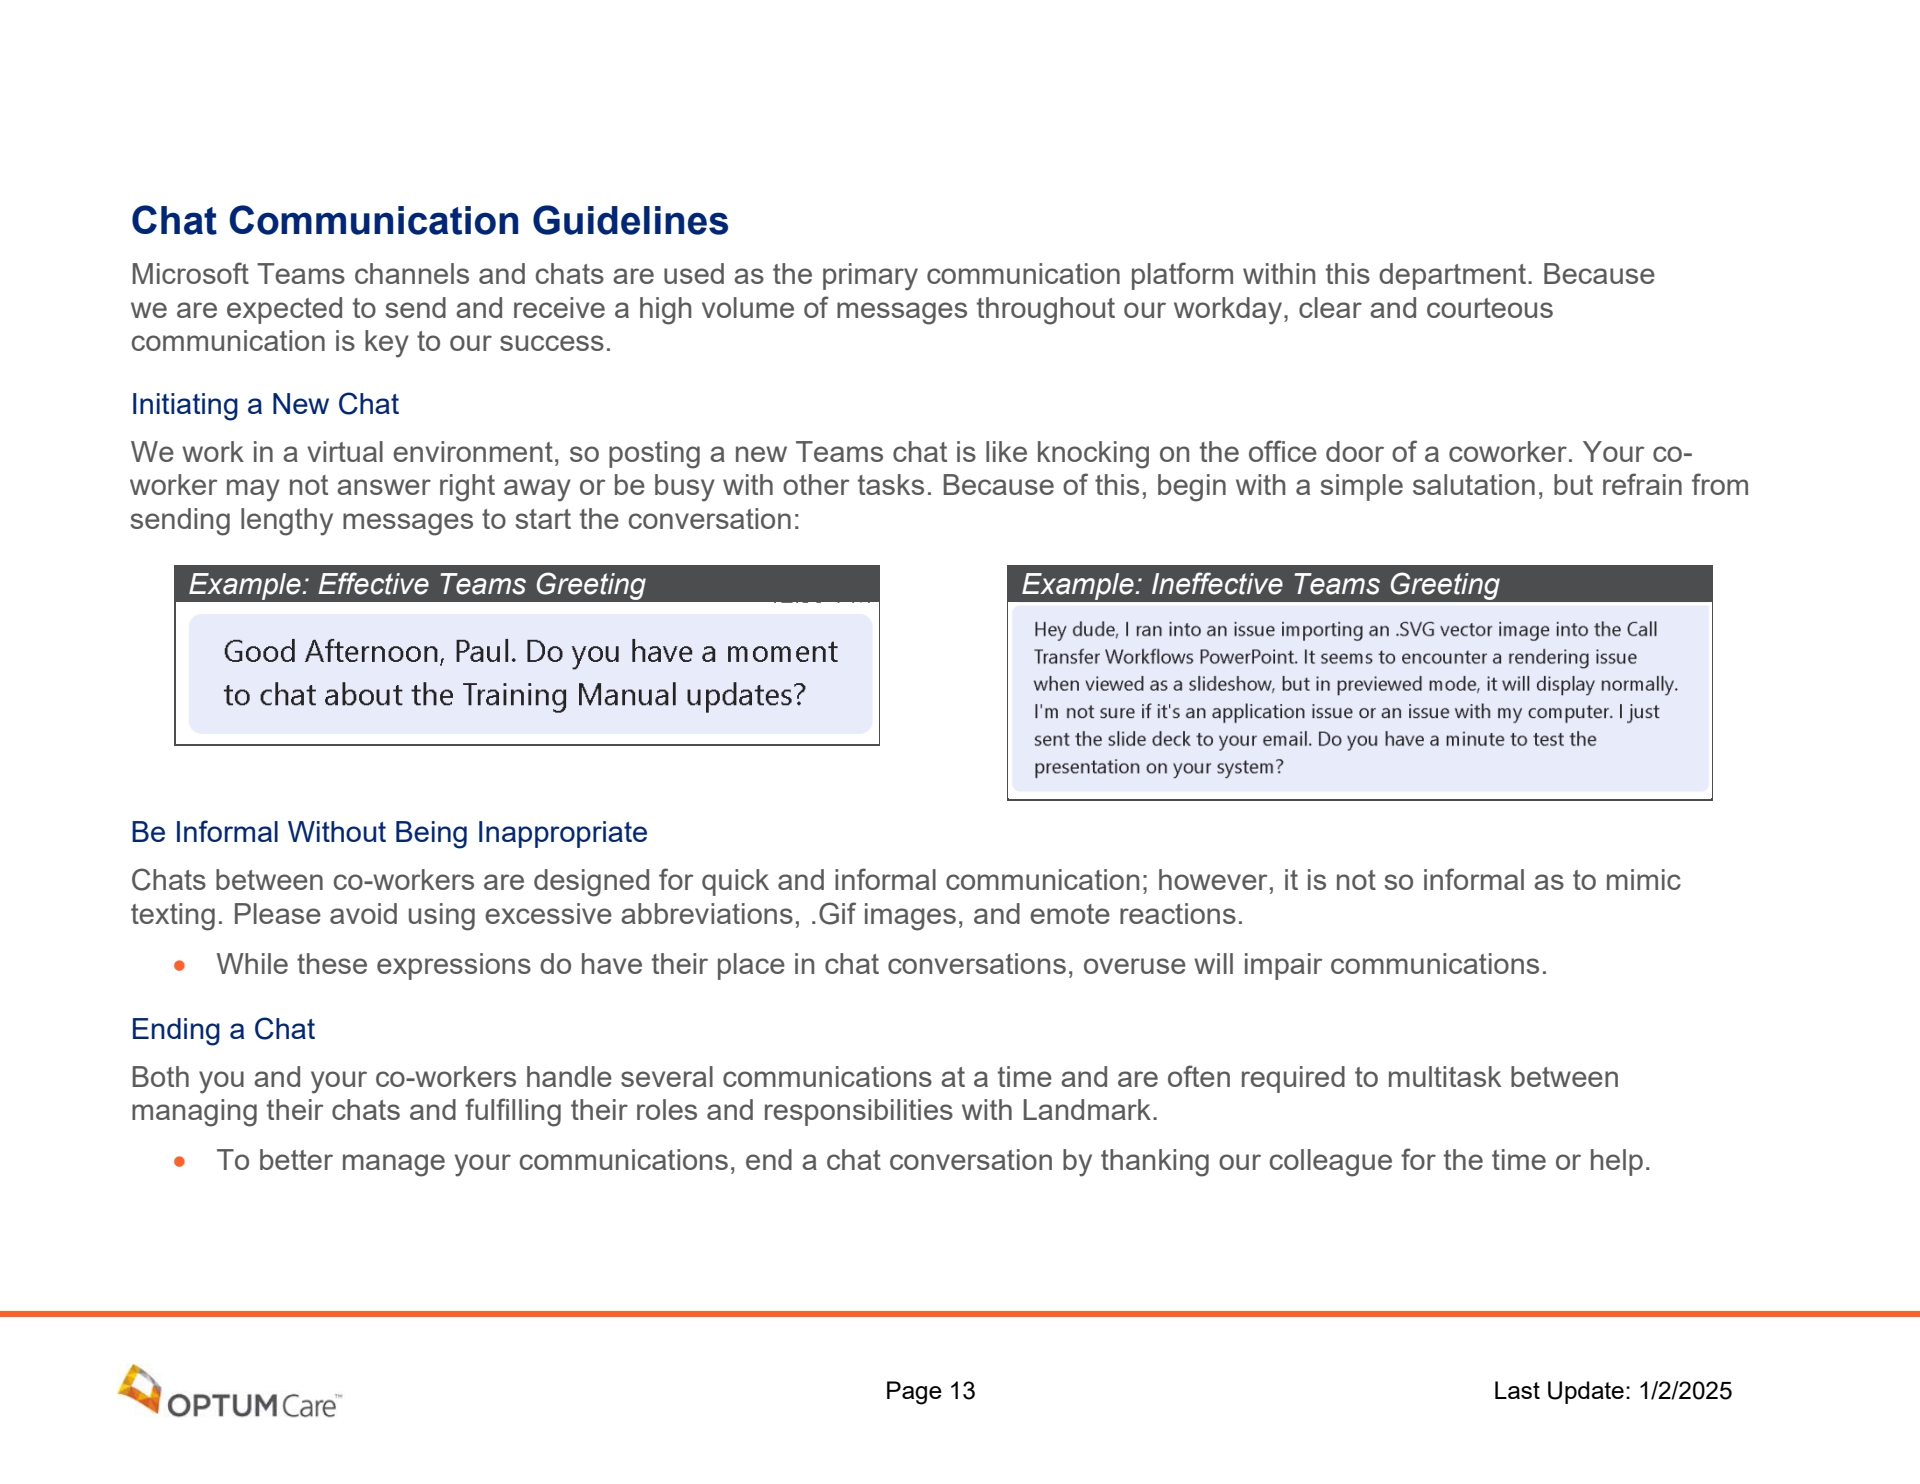 Chat Communication Guidelines
Microsoft Teams channels and chats are used as the primary communication platform within this department. Because
we are expected to send and receive a high volume of messages throughout our workday, clear and courteous
communication is key to our success.
Initiating a New Chat
We work in a virtual environment, so posting a new Teams chat is like knocking on the office door of a coworker. Your co-
worker may not answer right away or be busy with other tasks. Because of this, begin with a simple salutation, but refrain from
sending lengthy messages to start the conversation:
Example: Effective Teams Greeting
Good Afternoon, Paul. Do you have a moment
to chat about the Training Manual updates?
Example: Ineffective Teams Greeting
Hey dude, I ran into an issue importing an .SVG vector image into the Call
Transfer Workflows PowerPoint. It seems to encounter a rendering issue
when viewed as a slideshow, but in previewed mode, it will display normally.
I'm not sure if it's an application issue or an issue with my computer. I just
sent the slide deck to your email. Do you have a minute to test the
presentation on your system?
Be Informal Without Being Inappropriate
Chats between co-workers are designed for quick and informal communication; however, it is not so informal as to mimic
texting. Please avoid using excessive abbreviations, .Gif images, and emote reactions.
• While these expressions do have their place in chat conversations, overuse will impair communications.
Ending a Chat
Both you and your co-workers handle several communications at a time and are often required to multitask between
managing their chats and fulfilling their roles and responsibilities with Landmark.
• To better manage your communications, end a chat conversation by thanking our colleague for the time or help.
OPTUM Care™
Page 13
Last Update: 1/2/2025